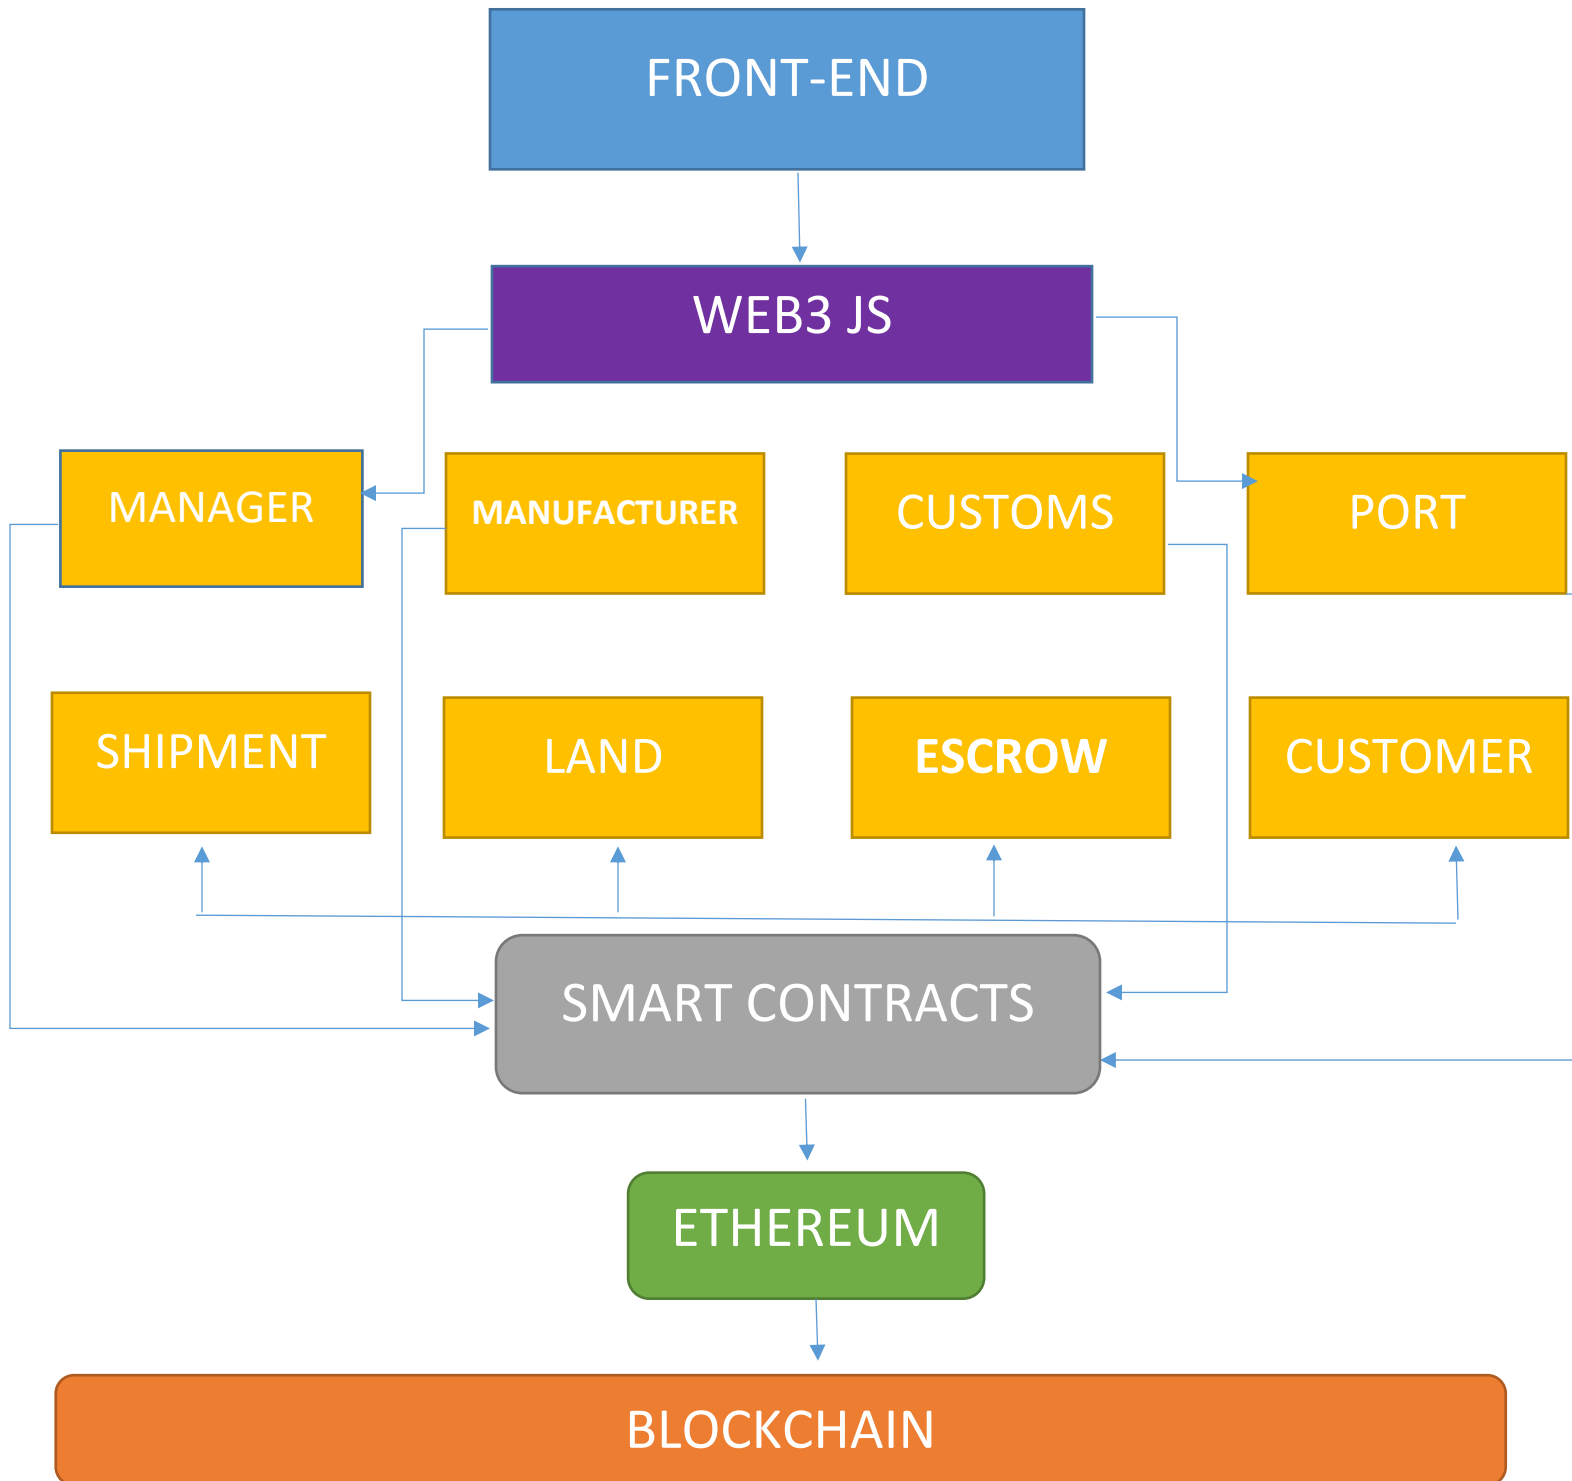 FRONT-END
WEB3 JS
MANAGER
MANUFACTURER
CUSTOMS
PORT
SHIPMENT
LAND
ESCROW
CUSTOMER
SMART CONTRACTS
ETHEREUM
BLOCKCHAIN